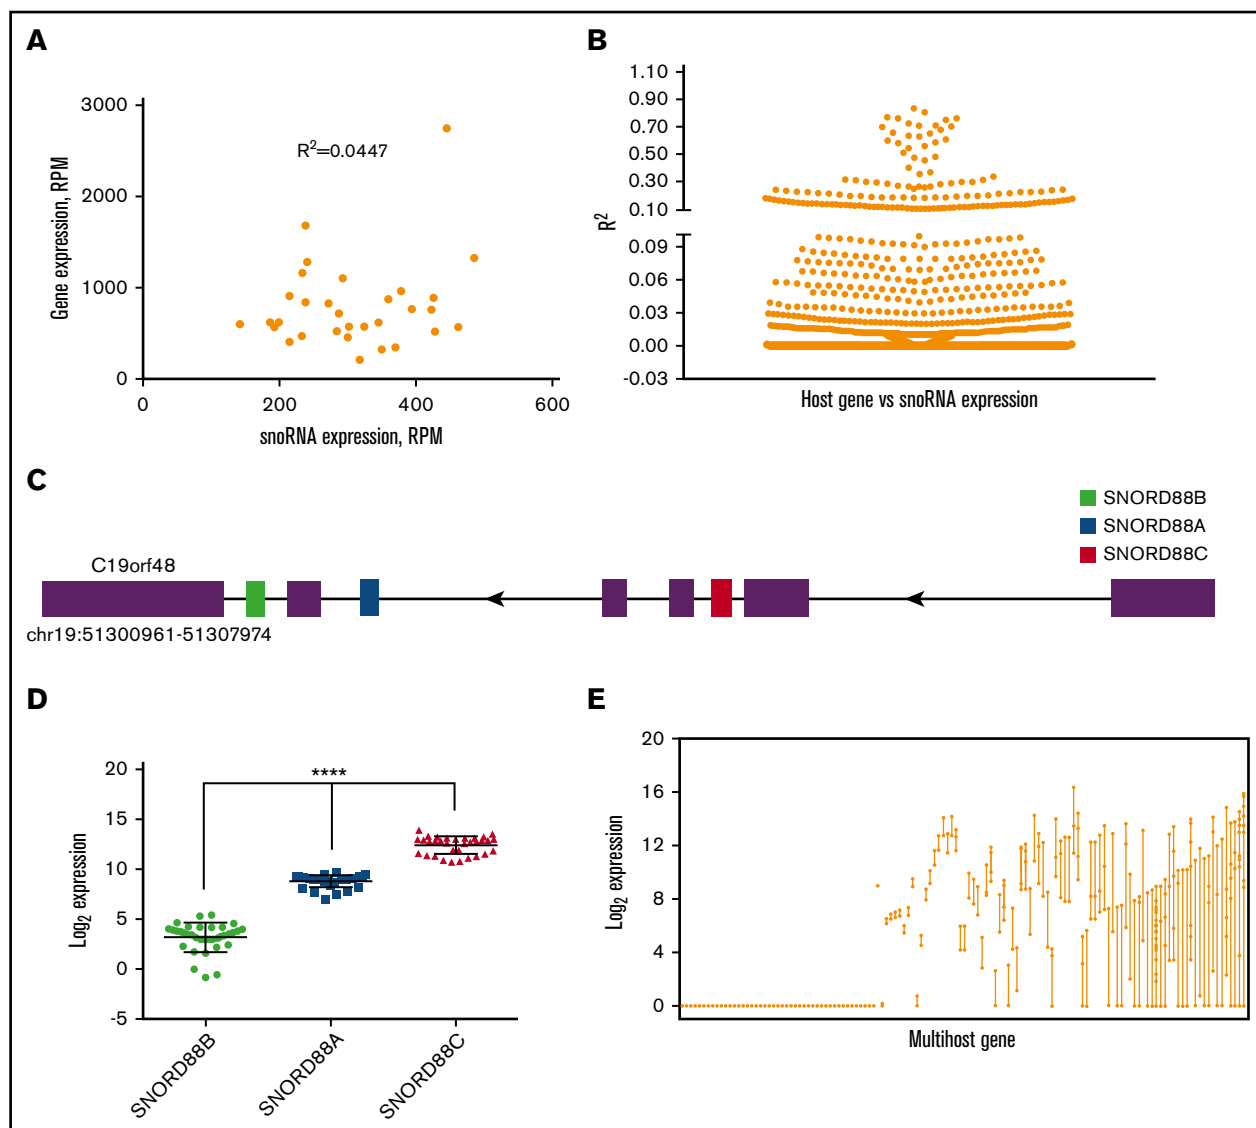 A
3000
2000
1000
0
0
200
400
600
Gene expression, RPM
R²=0.0447
snoRNA expression, RPM
B
1.10
0.90
0.70
0.50
0.30
0.10
0.09
0.06
0.03
0.00
-0.03
R²
Host gene vs snoRNA expression
C
SNORD88B
SNORD88A
SNORD88C
C19orf48
chr19:51300961-51307974
D
20
15
10
5
0
-5
Log₂ expression
****
SNORD88B
SNORD88A
SNORD88C
E
20
16
12
8
4
0
Log₂ expression
Multihost gene